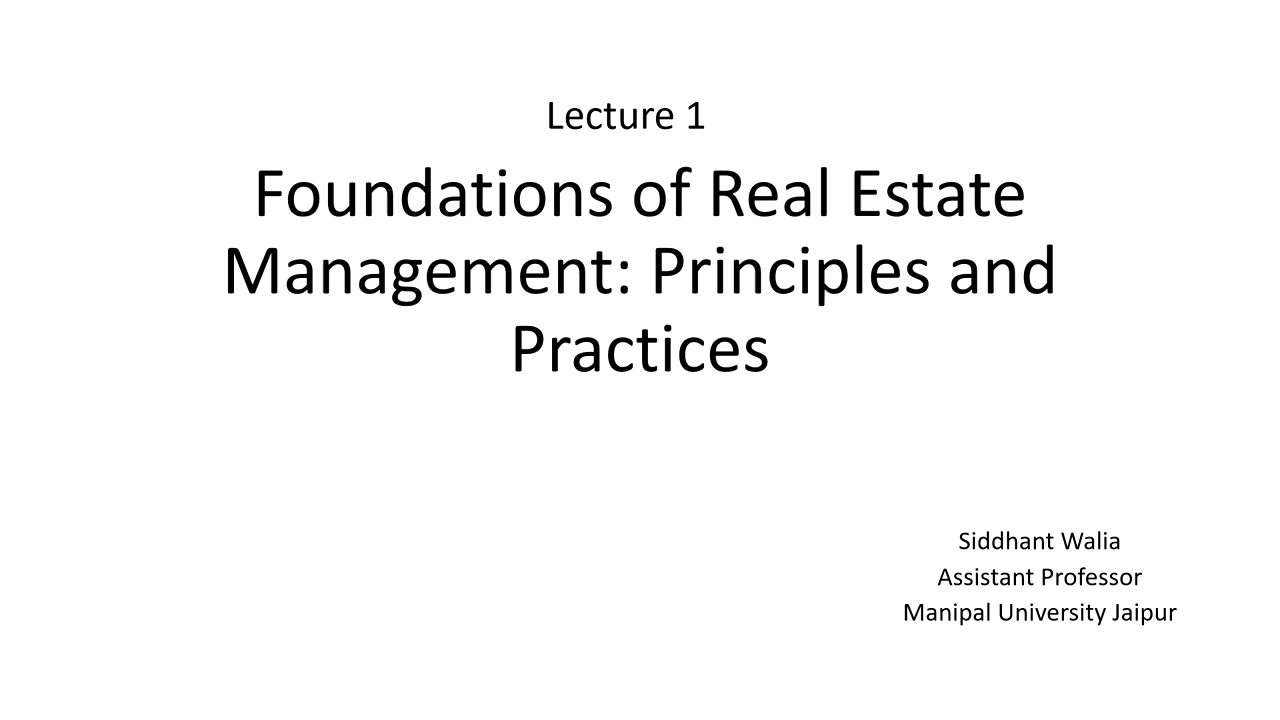 Lecture 1
Foundations of Real Estate
Management: Principles and
Practices
Siddhant Walia
Assistant Professor
Manipal University Jaipur